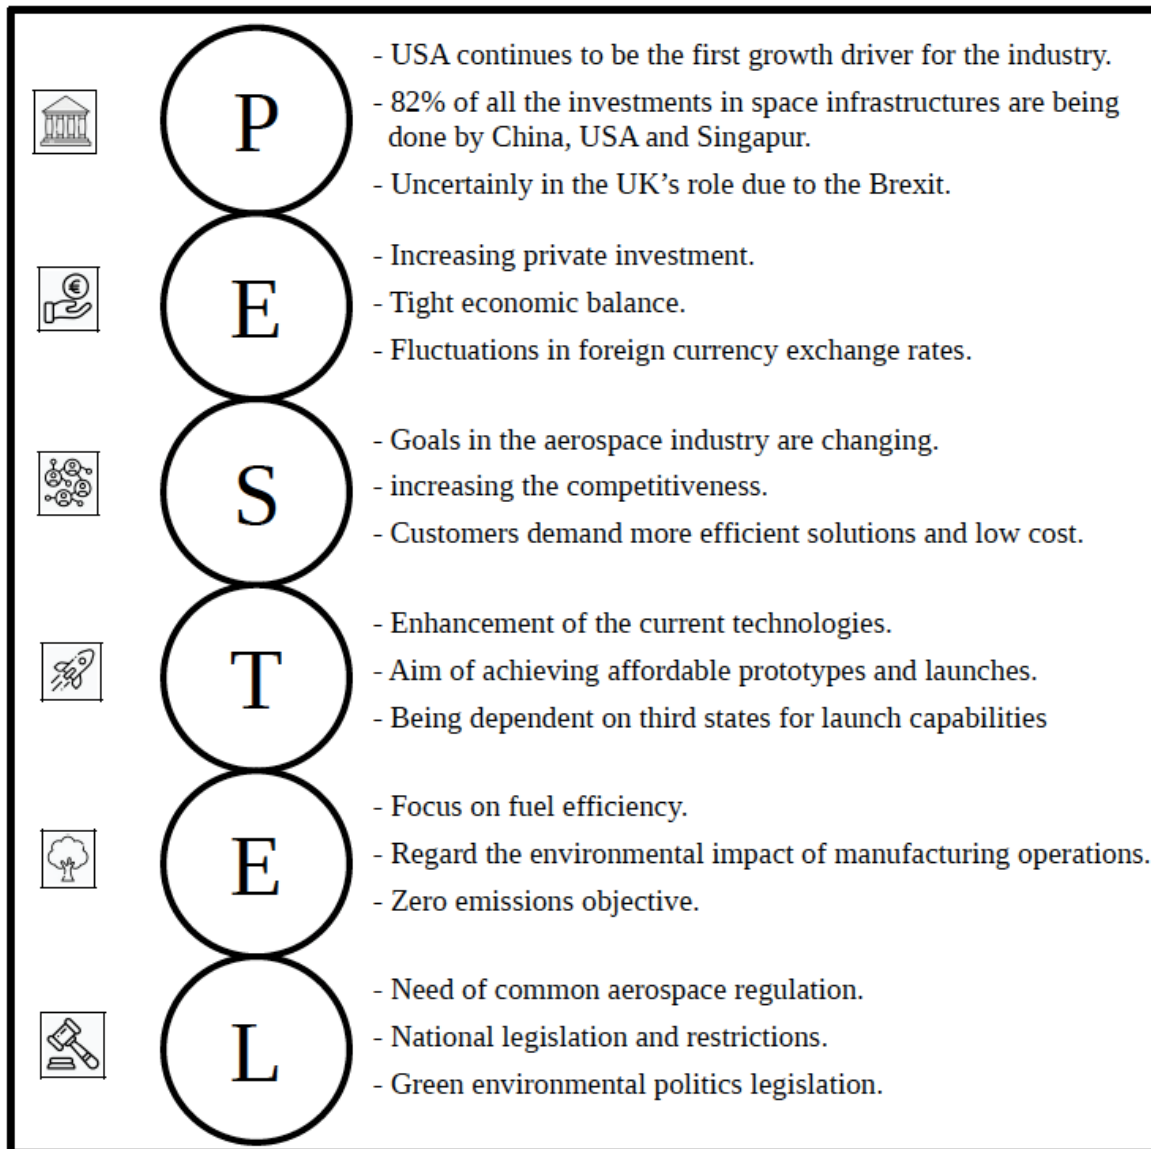 P
- USA continues to be the first growth driver for the industry.
- 82% of all the investments in space infrastructures are being
done by China, USA and Singapur.
- Uncertainly in the UK’s role due to the Brexit.
E
- Increasing private investment.
- Tight economic balance.
- Fluctuations in foreign currency exchange rates.
S
- Goals in the aerospace industry are changing.
- increasing the competitiveness.
- Customers demand more efficient solutions and low cost.
T
- Enhancement of the current technologies.
- Aim of achieving affordable prototypes and launches.
- Being dependent on third states for launch capabilities
E
- Focus on fuel efficiency.
- Regard the environmental impact of manufacturing operations.
- Zero emissions objective.
L
- Need of common aerospace regulation.
- National legislation and restrictions.
- Green environmental politics legislation.